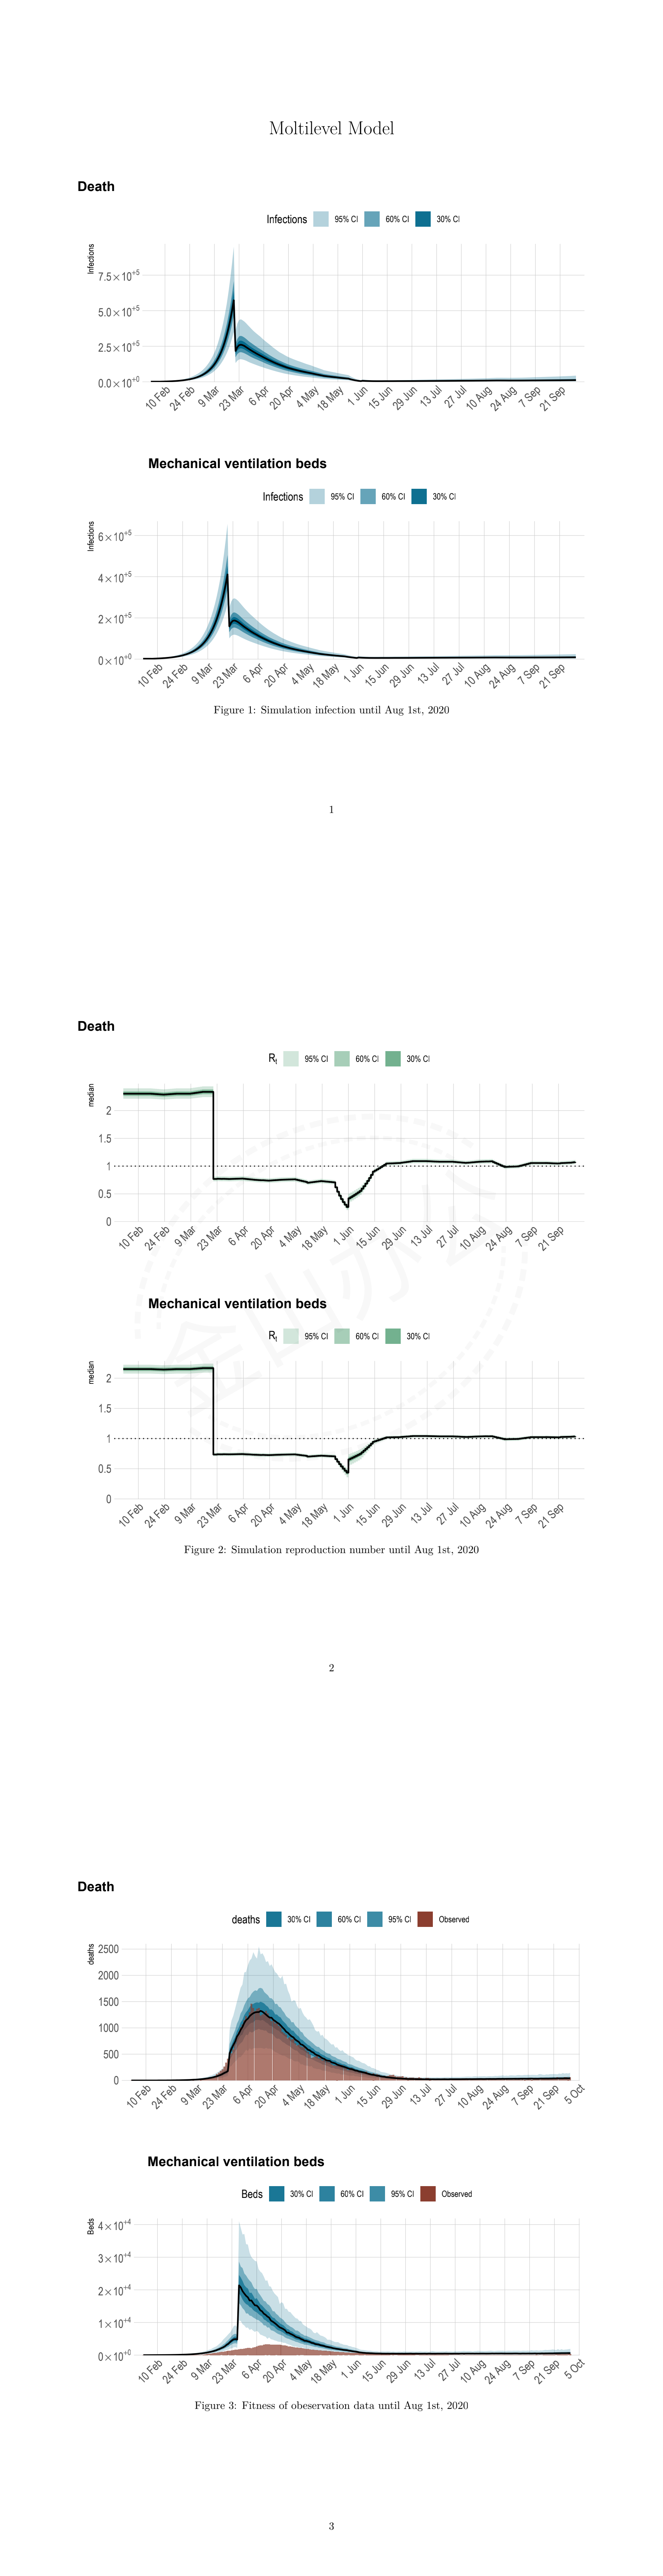 Moltilevel Model
Death
Infections 95% CI 60% CI 30% CI
Infections
7.5×10⁺⁵
5.0×10⁺⁵
2.5×10⁺⁵
0.0×10⁺⁰
10 Feb 24 Feb 9 Mar 23 Mar 6 Apr 20 Apr 4 May 18 May 1 Jun 15 Jun 29 Jun 13 Jul 27 Jul 10 Aug 24 Aug 7 Sep 21 Sep
Mechanical ventilation beds
Infections 95% CI 60% CI 30% CI
Infections
6×10⁺⁵
4×10⁺⁵
2×10⁺⁵
0×10⁺⁰
10 Feb 24 Feb 9 Mar 23 Mar 6 Apr 20 Apr 4 May 18 May 1 Jun 15 Jun 29 Jun 13 Jul 27 Jul 10 Aug 24 Aug 7 Sep 21 Sep
Figure 1: Simulation infection until Aug 1st, 2020
1
Death
Rₜ 95% CI 60% CI 30% CI
median
2
1.5
1
0.5
0
10 Feb 24 Feb 9 Mar 23 Mar 6 Apr 20 Apr 4 May 18 May 1 Jun 15 Jun 29 Jun 13 Jul 27 Jul 10 Aug 24 Aug 7 Sep 21 Sep
金山办公
Mechanical ventilation beds
Rₜ 95% CI 60% CI 30% CI
median
2
1.5
1
0.5
0
10 Feb 24 Feb 9 Mar 23 Mar 6 Apr 20 Apr 4 May 18 May 1 Jun 15 Jun 29 Jun 13 Jul 27 Jul 10 Aug 24 Aug 7 Sep 21 Sep
Figure 2: Simulation reproduction number until Aug 1st, 2020
2
Death
deaths 30% CI 60% CI 95% CI Observed
deaths
2500
2000
1500
1000
500
0
10 Feb 24 Feb 9 Mar 23 Mar 6 Apr 20 Apr 4 May 18 May 1 Jun 15 Jun 29 Jun 13 Jul 27 Jul 10 Aug 24 Aug 7 Sep 21 Sep 5 Oct
Mechanical ventilation beds
Beds 30% CI 60% CI 95% CI Observed
Beds
4×10⁺⁴
3×10⁺⁴
2×10⁺⁴
1×10⁺⁴
0×10⁺⁰
10 Feb 24 Feb 9 Mar 23 Mar 6 Apr 20 Apr 4 May 18 May 1 Jun 15 Jun 29 Jun 13 Jul 27 Jul 10 Aug 24 Aug 7 Sep 21 Sep 5 Oct
Figure 3: Fitness of obeservation data until Aug 1st, 2020
3